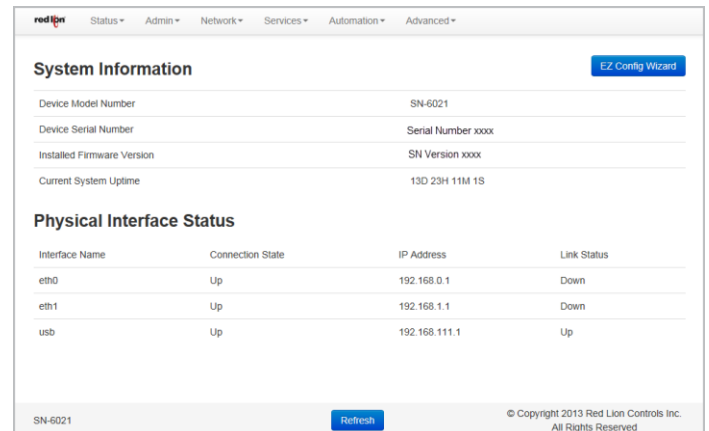 redlion Status Admin Network Services Automation Advanced
System Information EZ Config Wizard
Device Model Number SN-6021
Device Serial Number Serial Number xxxx
Installed Firmware Version SN Version xxxx
Current System Uptime 13D 23H 11M 1S
Physical Interface Status
Interface Name Connection State IP Address Link Status
eth0 Up 192.168.0.1 Down
eth1 Up 192.168.1.1 Down
usb Up 192.168.111.1 Up
SN-6021 Refresh © Copyright 2013 Red Lion Controls Inc.
All Rights Reserved